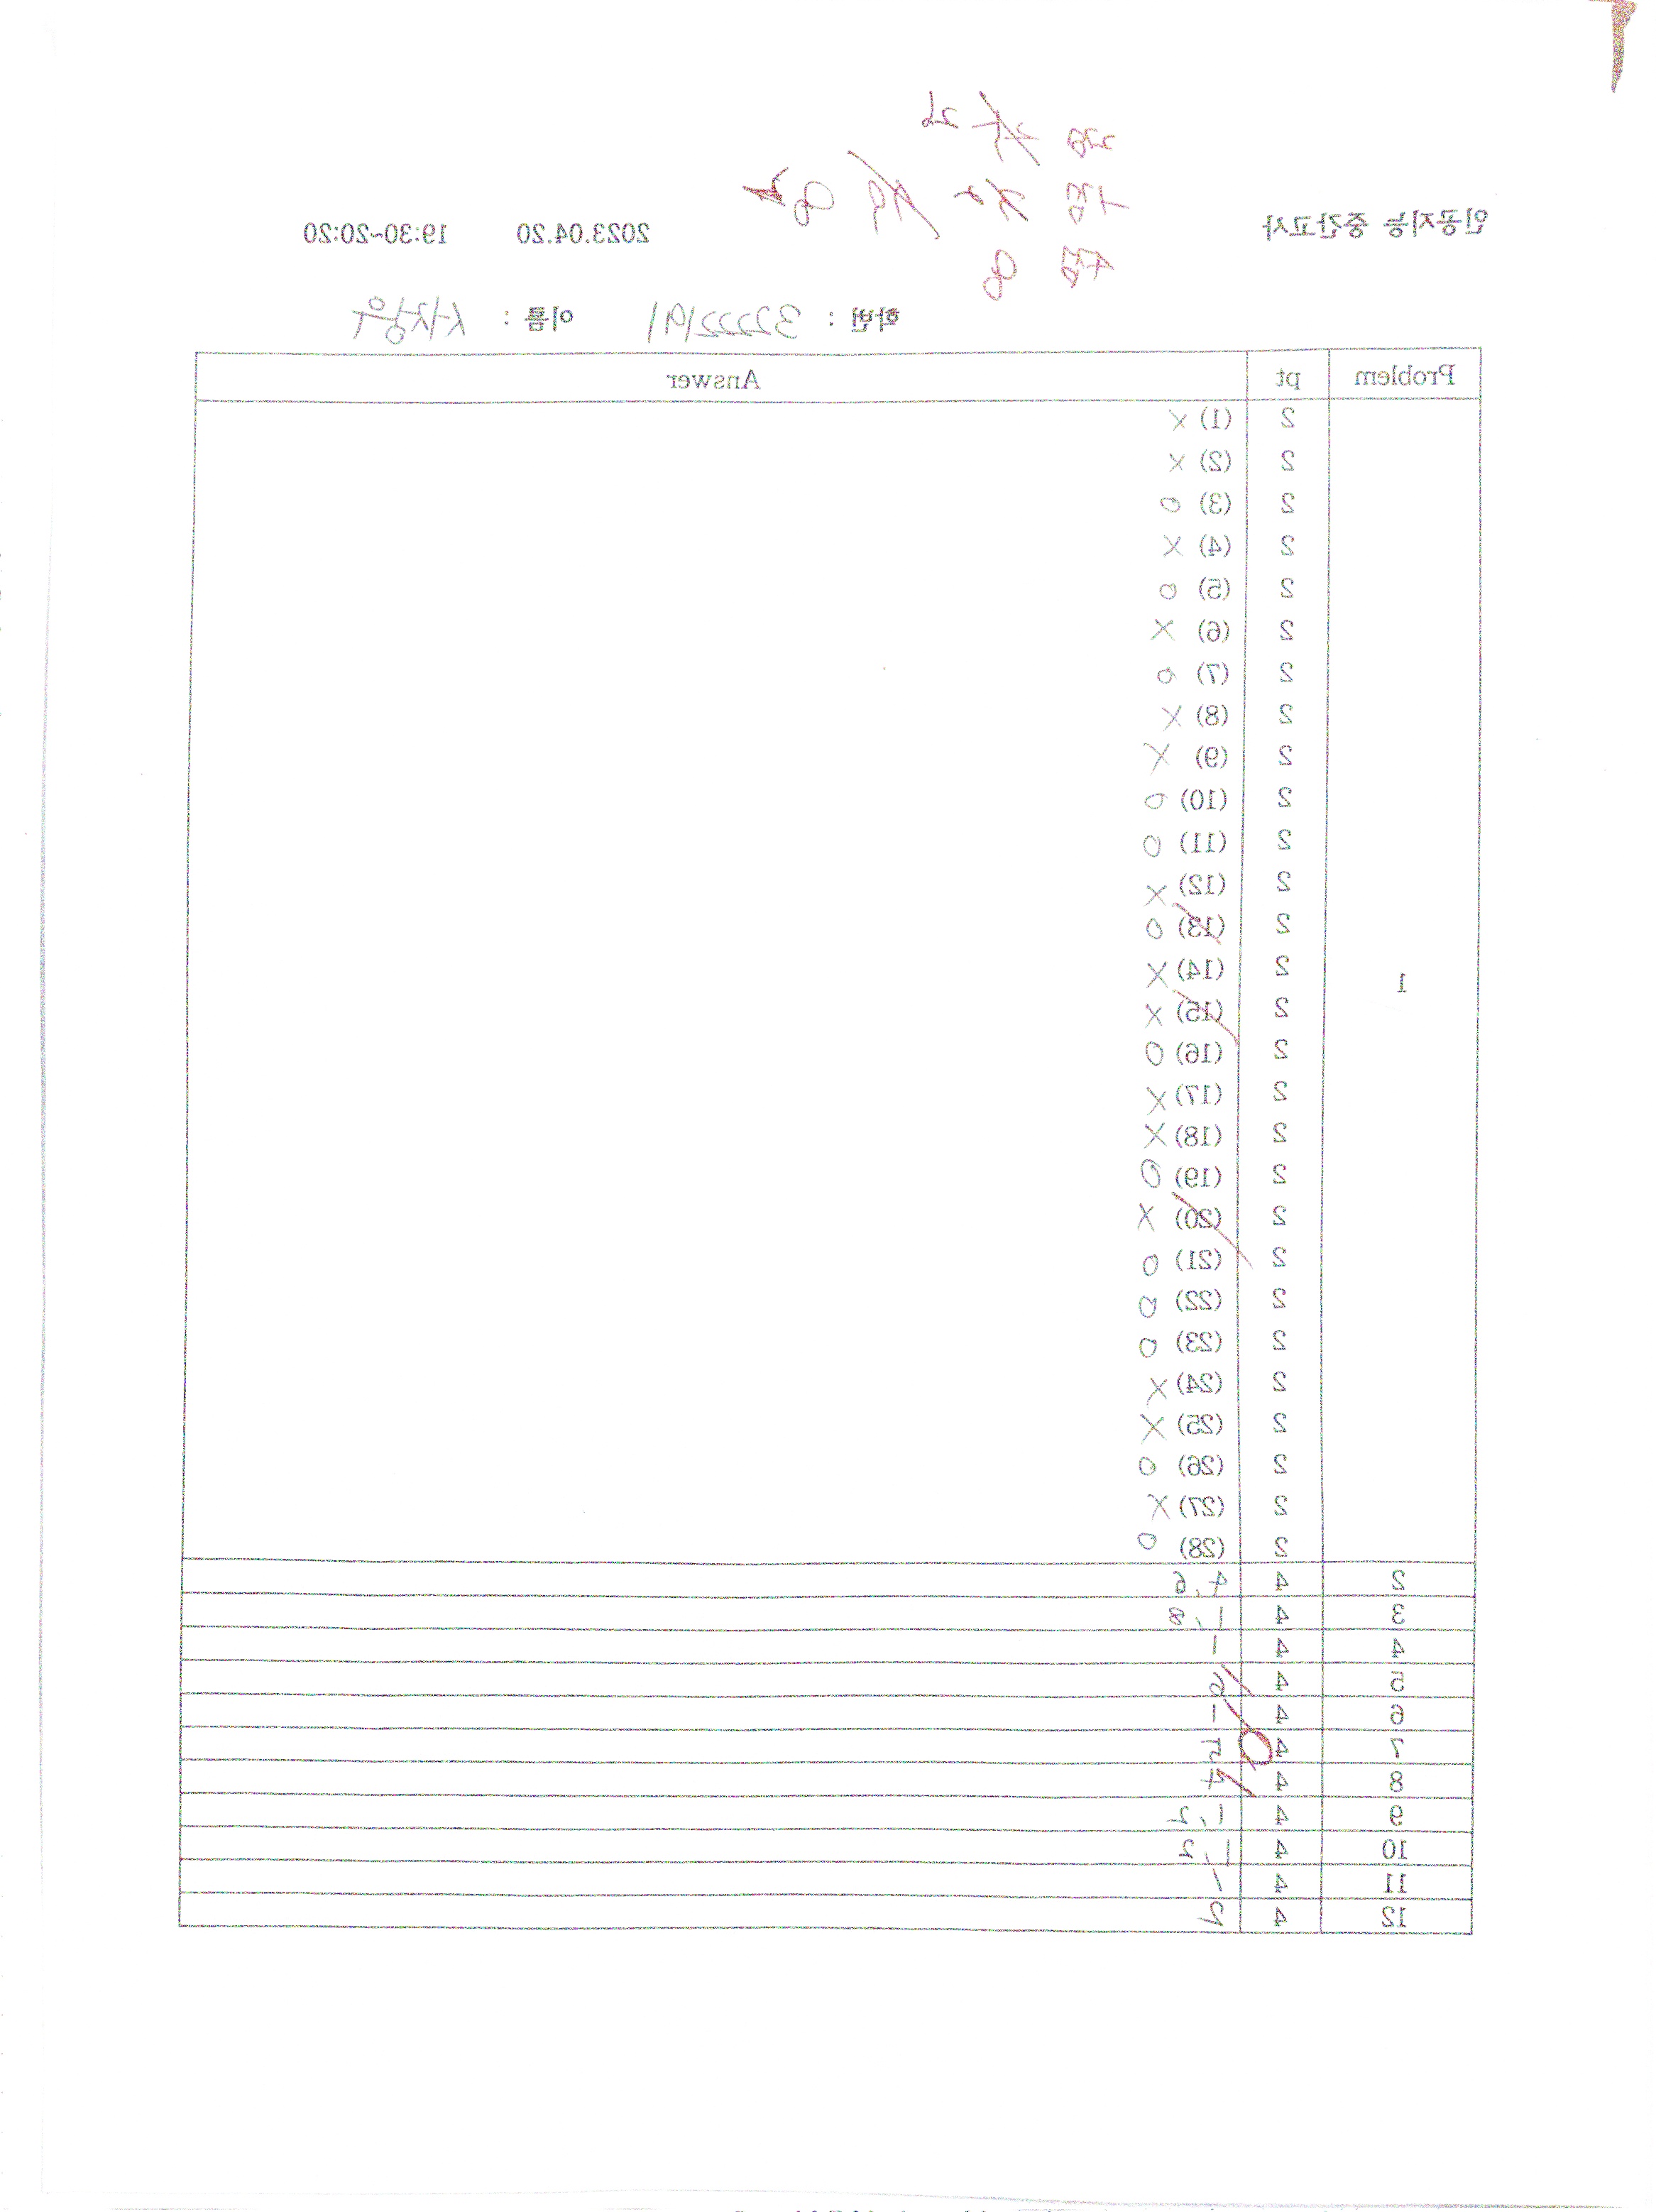 인공지능 중간고사 2023.04.20 19:30~20:20
학번 : 이름 :
Problem pt Answer
1
2 (1) X
2 (2) X
2 (3) O
2 (4) X
2 (5) O
2 (6) X
2 (7) O
2 (8) X
2 (9) X
2 (10) O
2 (11) O
2 (12) X
2 (13) O
2 (14) X
2 (15) X
2 (16) O
2 (17) X
2 (18) X
2 (19) O
2 (20) X
2 (21) O
2 (22) O
2 (23) O
2 (24) X
2 (25) X
2 (26) O
2 (27) X
2 (28) O
2 4 4, 6
3 4 1, 8
4 4 1
5 4
6 4 1
7 4 5
8 4 4
9 4 1, 2
10 4 1, 2
11 4 1
12 4 2